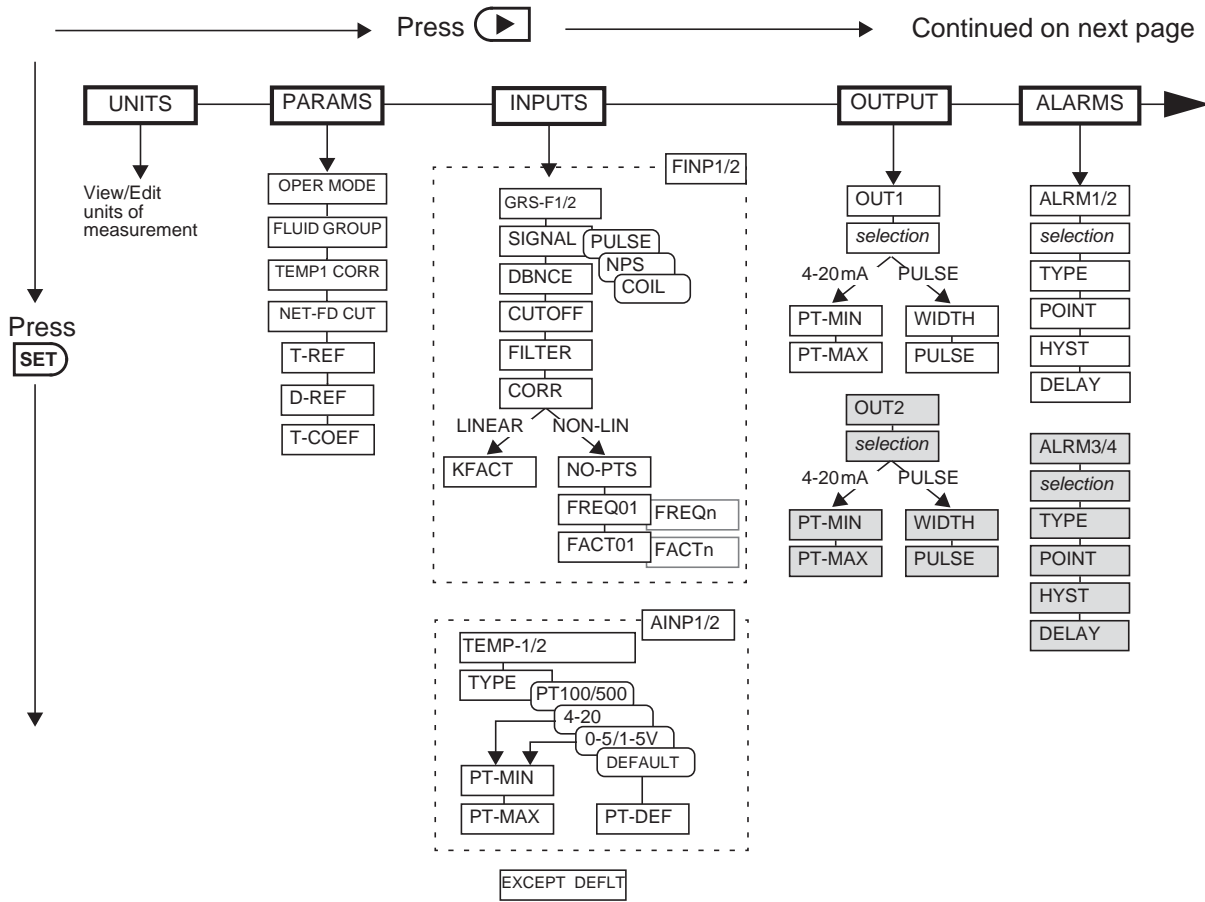 Press
Continued on next page
Press
SET
UNITS
View/Edit
units of
measurement
PARAMS
OPER MODE
FLUID GROUP
TEMP1 CORR
NET-FD CUT
T-REF
D-REF
T-COEF
INPUTS
FINP1/2
GRS-F1/2
SIGNAL
PULSE
NPS
COIL
DBNCE
CUTOFF
FILTER
CORR
LINEAR
NON-LIN
KFACT
NO-PTS
FREQ01
FREQn
FACT01
FACTn
AINP1/2
TEMP-1/2
TYPE
PT100/500
4-20
0-5/1-5V
DEFAULT
PT-MIN
PT-MAX
PT-DEF
EXCEPT DEFLT
OUTPUT
OUT1
selection
4-20mA
PULSE
PT-MIN
WIDTH
PT-MAX
PULSE
OUT2
selection
4-20mA
PULSE
PT-MIN
WIDTH
PT-MAX
PULSE
ALARMS
ALRM1/2
selection
TYPE
POINT
HYST
DELAY
ALRM3/4
selection
TYPE
POINT
HYST
DELAY